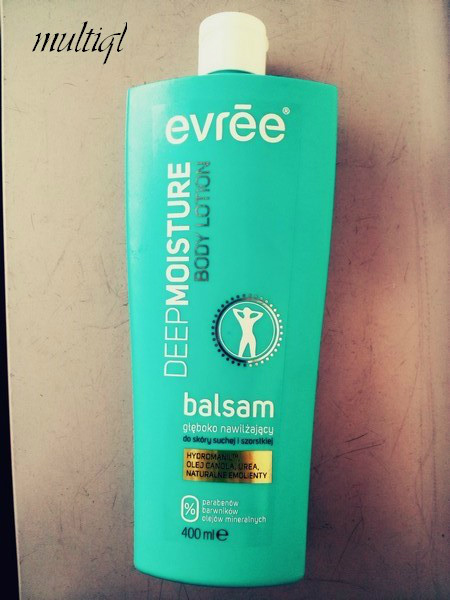 multigl
evrēe®
DEEPMOISTURE
BODY LOTION
balsam
głęboko nawilżający
do skóry suchej i szorstkiej
HYDROMANIL™,
OLEJ CANOLA, UREA,
NATURALNE EMOLIENTY
0%
parabenów
barwników
olejów mineralnych
400 ml e